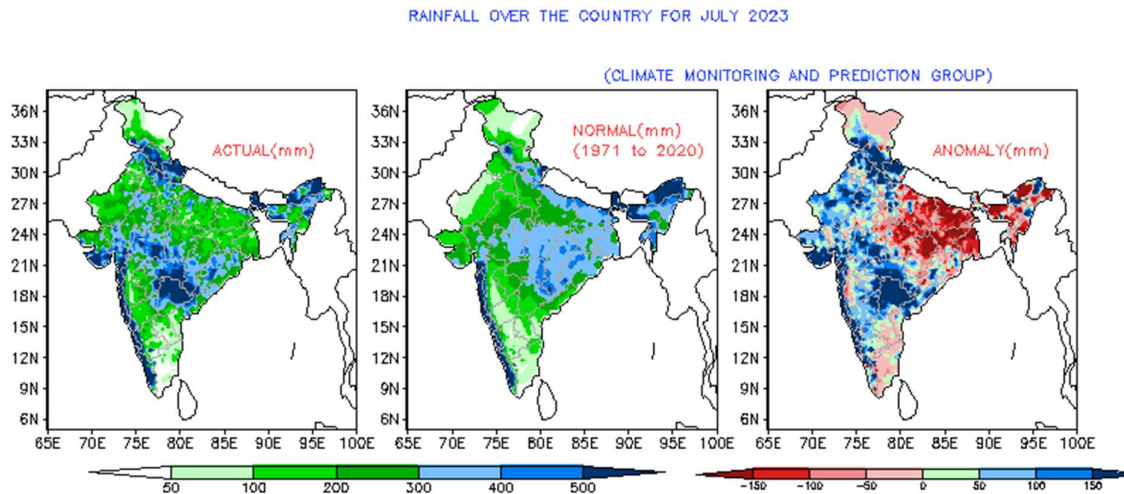 RAINFALL OVER THE COUNTRY FOR JULY 2023
(CLIMATE MONITORING AND PREDICTION GROUP)
36N
33N
30N
27N
24N
21N
18N
15N
12N
9N
6N
ACTUAL(mm)
65E 70E 75E 80E 85E 90E 95E 100E
36N
33N
30N
27N
24N
21N
18N
15N
12N
9N
6N
NORMAL(mm)
(1971 to 2020)
65E 70E 75E 80E 85E 90E 95E 100E
36N
33N
30N
27N
24N
21N
18N
15N
12N
9N
6N
ANOMALY(mm)
65E 70E 75E 80E 85E 90E 95E 100E
50 100 200 300 400 500
-150 -100 -50 0 50 100 150